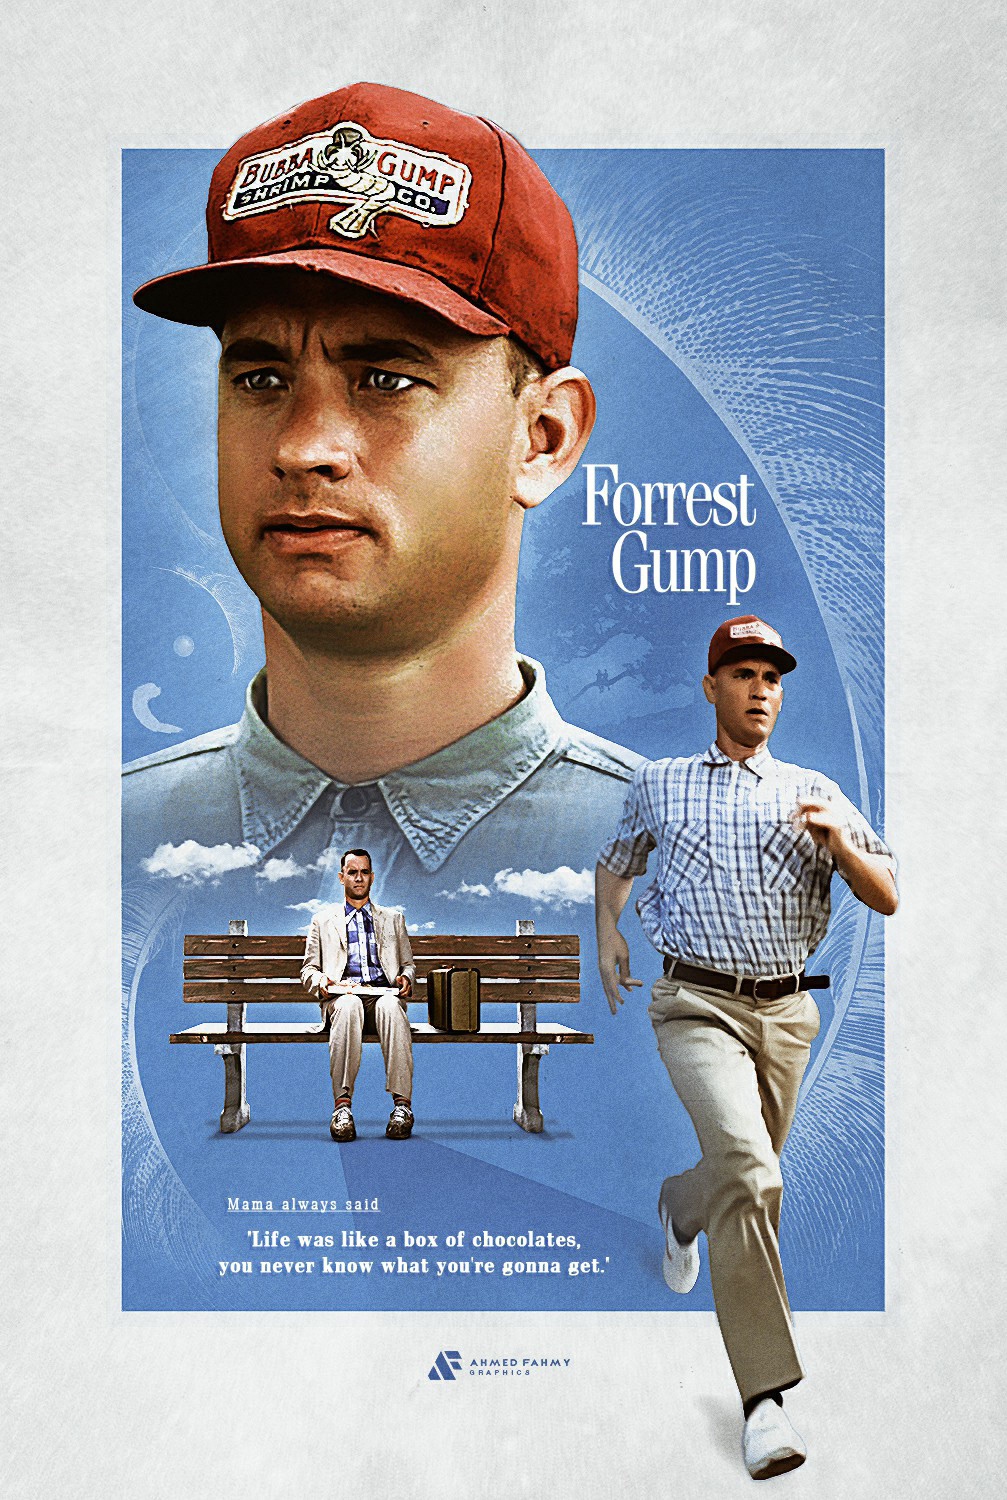 BUBBA GUMP
SHRIMP CO.
Forrest
Gump
Mama always said
'Life was like a box of chocolates,
you never know what you're gonna get.'
AHMED FAHMY
GRAPHICS